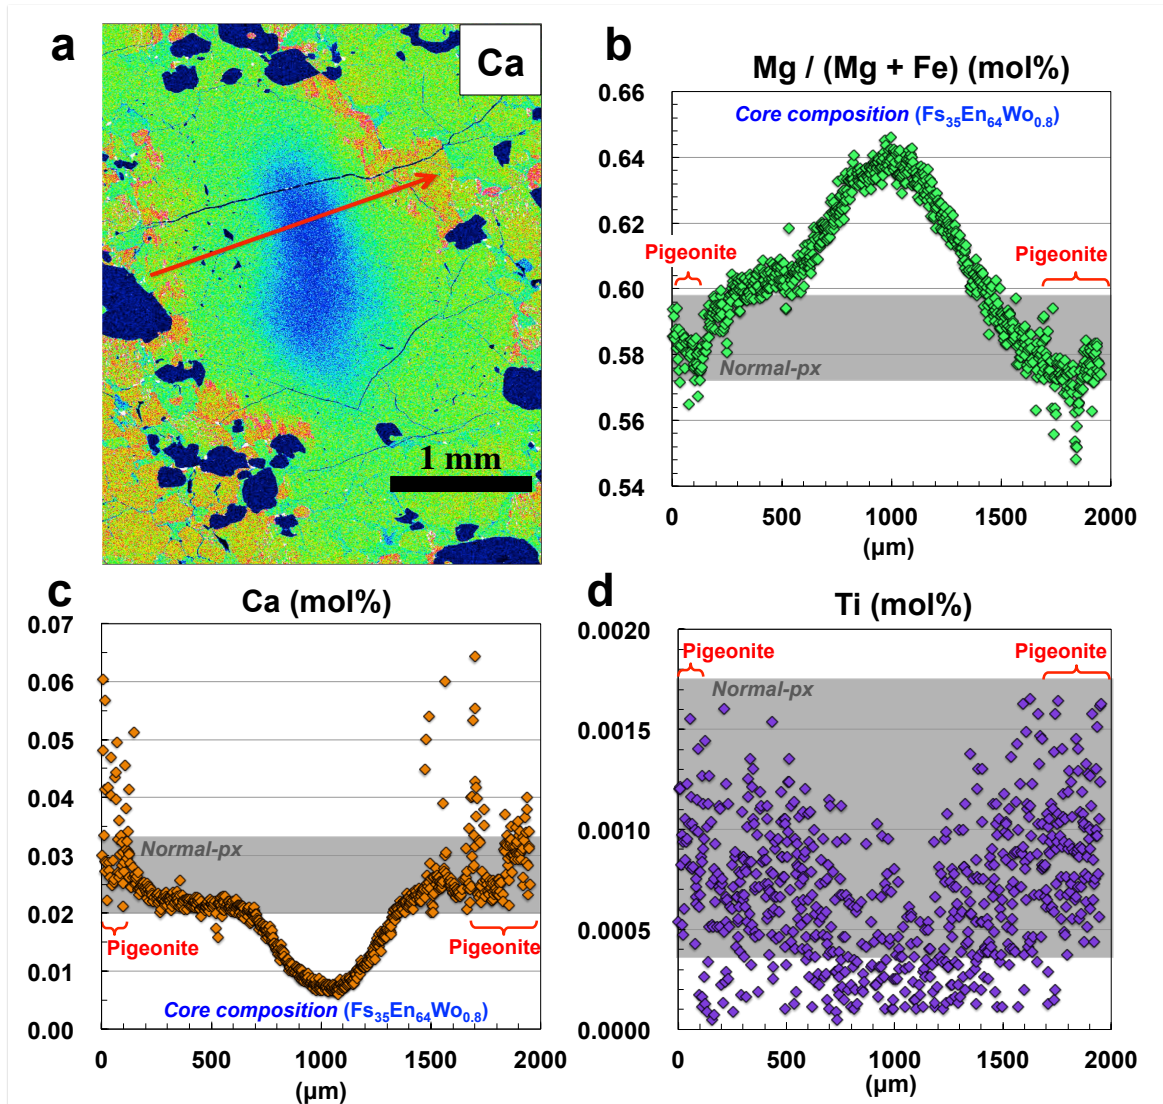 a
Ca
1 mm
b
Mg / (Mg + Fe) (mol%)
0.66
0.64
0.62
0.60
0.58
0.56
0.54
Core composition (Fs35En64Wo0.8)
Pigeonite
Pigeonite
Normal-px
0 500 1000 1500 2000
(µm)
c
Ca (mol%)
0.07
0.06
0.05
0.04
0.03
0.02
0.01
0.00
Normal-px
Pigeonite
Pigeonite
Core composition (Fs35En64Wo0.8)
0 500 1000 1500 2000
(µm)
d
Ti (mol%)
0.0020
0.0015
0.0010
0.0005
0.0000
Pigeonite
Pigeonite
Normal-px
0 500 1000 1500 2000
(µm)